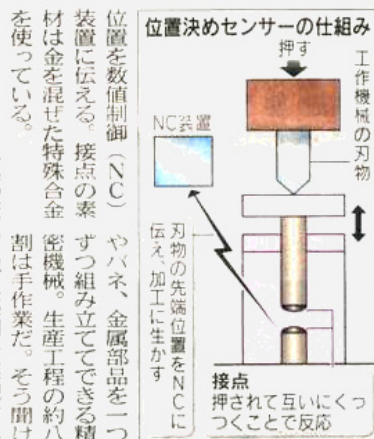 位置決めセンサーの仕組み
押す
工作機械の刃物
NC装置
刃物の先端位置をNCに
伝え、加工に生かす
接点
押されて互いにくっ
つくことで反応
位置を数値制御(NC)
装置に伝える。接点の素
材は金を混ぜた特殊合金
を使っている。
やバネ、金属部品を一つ
ずつ組み立ててできる精
密機械。生産工程の約八
割は手作業だ。そう聞け